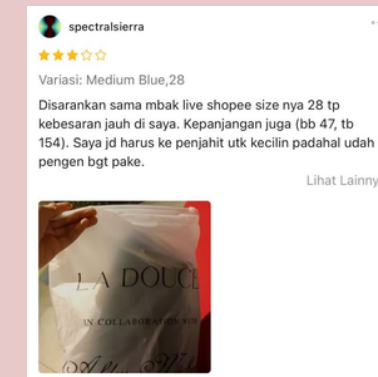 spectralsierra
Variasi: Medium Blue,28
Disarankan sama mbak live shopee size nya 28 tp
kebesaran jauh di saya. Kepanjangan juga (bb 47, tb
154). Saya jd harus ke penjahit utk kecilin padahal udah
pengen bgt pake.
Lihat Lainny
LA DOUCE
IN COLLABORATION WITH